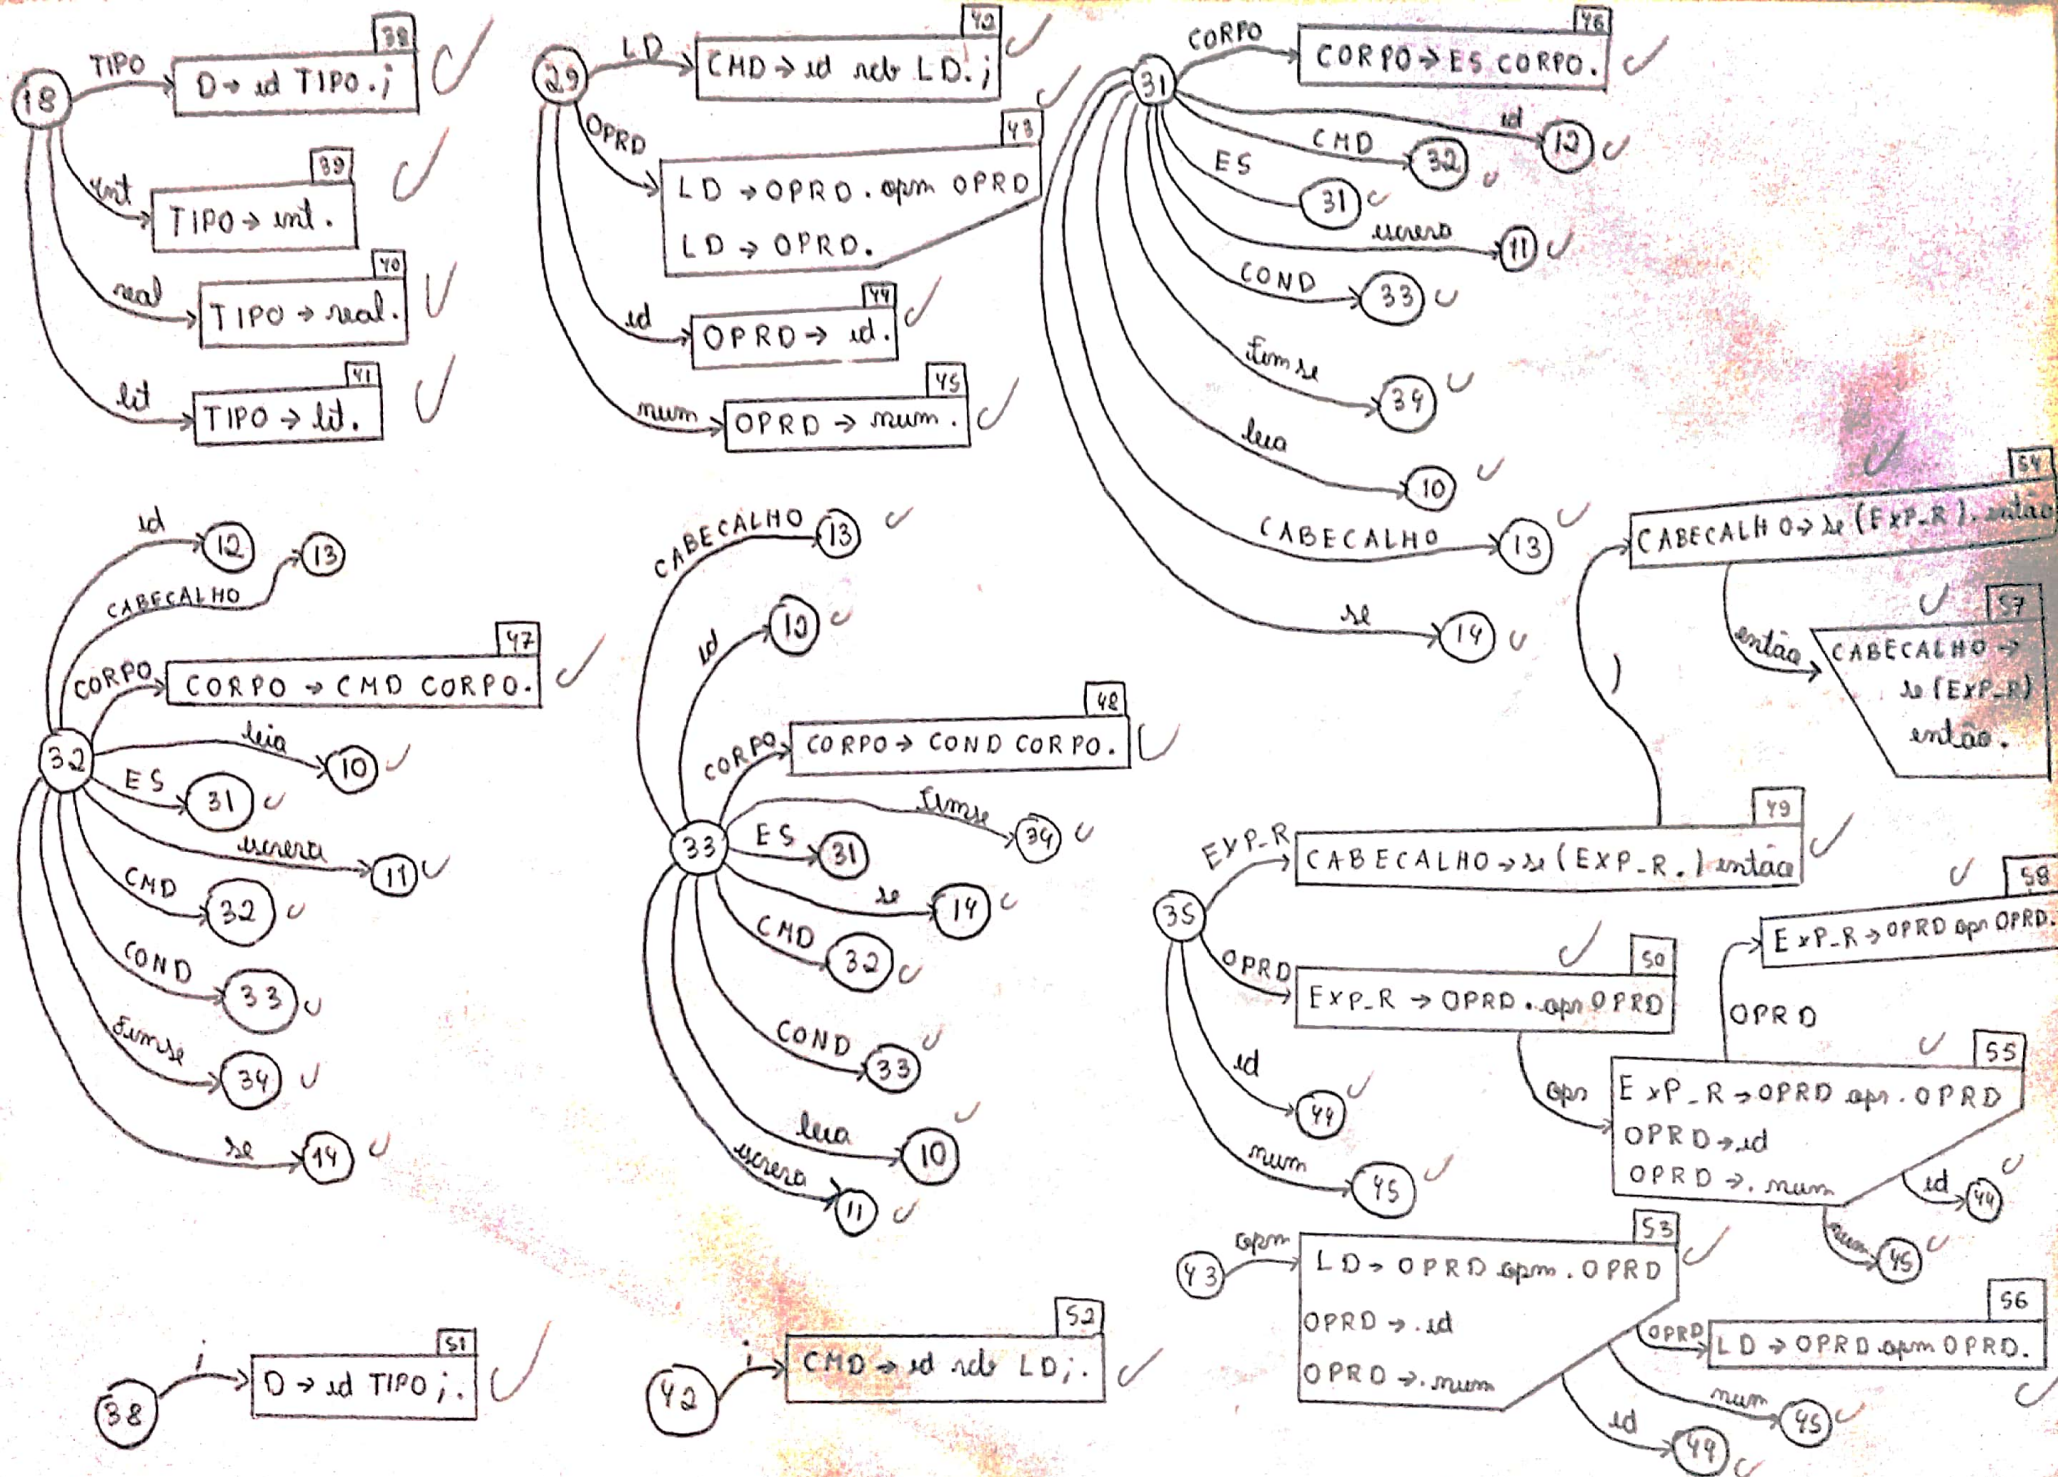 18
TIPO
38
D → id TIPO.;
int
39
TIPO → int.
real
40
TIPO → real.
lit
41
TIPO → lit.
29
LD
42
CMD → id rcb LD.;
OPRD
43
LD → OPRD . opm OPRD
LD → OPRD.
id
44
OPRD → id.
num
45
OPRD → num.
31
CORPO
46
CORPO → ES CORPO.
id
12
CMD
32
ES
31
escreva
11
COND
33
fimse
34
leia
10
CABECALHO
13
se
14
32
id
12
CABECALHO
13
CORPO
47
CORPO → CMD CORPO.
leia
10
ES
31
escreva
11
CMD
32
COND
33
fimse
34
se
14
33
CABECALHO
13
id
12
CORPO
48
CORPO → COND CORPO.
fimse
34
ES
31
se
14
CMD
32
COND
33
leia
10
escreva
11
35
EXP_R
49
CABECALHO → se (EXP_R.) então
)
54
CABECALHO → se (EXP_R). então
então
57
CABECALHO →
se (EXP_R)
então.
OPRD
50
EXP_R → OPRD . opr OPRD
opr
55
EXP_R → OPRD opr . OPRD
OPRD → id
OPRD → . num
OPRD
58
EXP_R → OPRD opr OPRD.
id
44
num
45
id
44
num
45
43
opm
53
LD → OPRD opm . OPRD
OPRD → . id
OPRD → . num
OPRD
56
LD → OPRD opm OPRD.
num
45
id
44
38
;
51
D → id TIPO ;.
42
;
52
CMD → id rcb LD;.